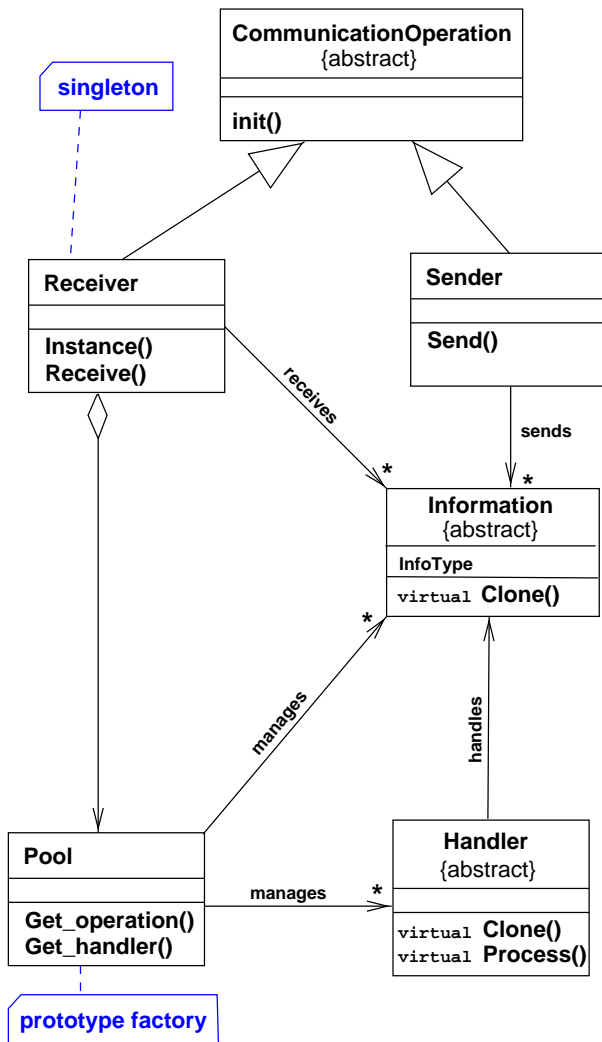 CommunicationOperation
{abstract}
init()
singleton
Receiver
Instance()
Receive()
Sender
Send()
receives
*
sends
*
Information
{abstract}
InfoType
virtual Clone()
*
manages
handles
Pool
Get_operation()
Get_handler()
manages
*
Handler
{abstract}
virtual Clone()
virtual Process()
prototype factory